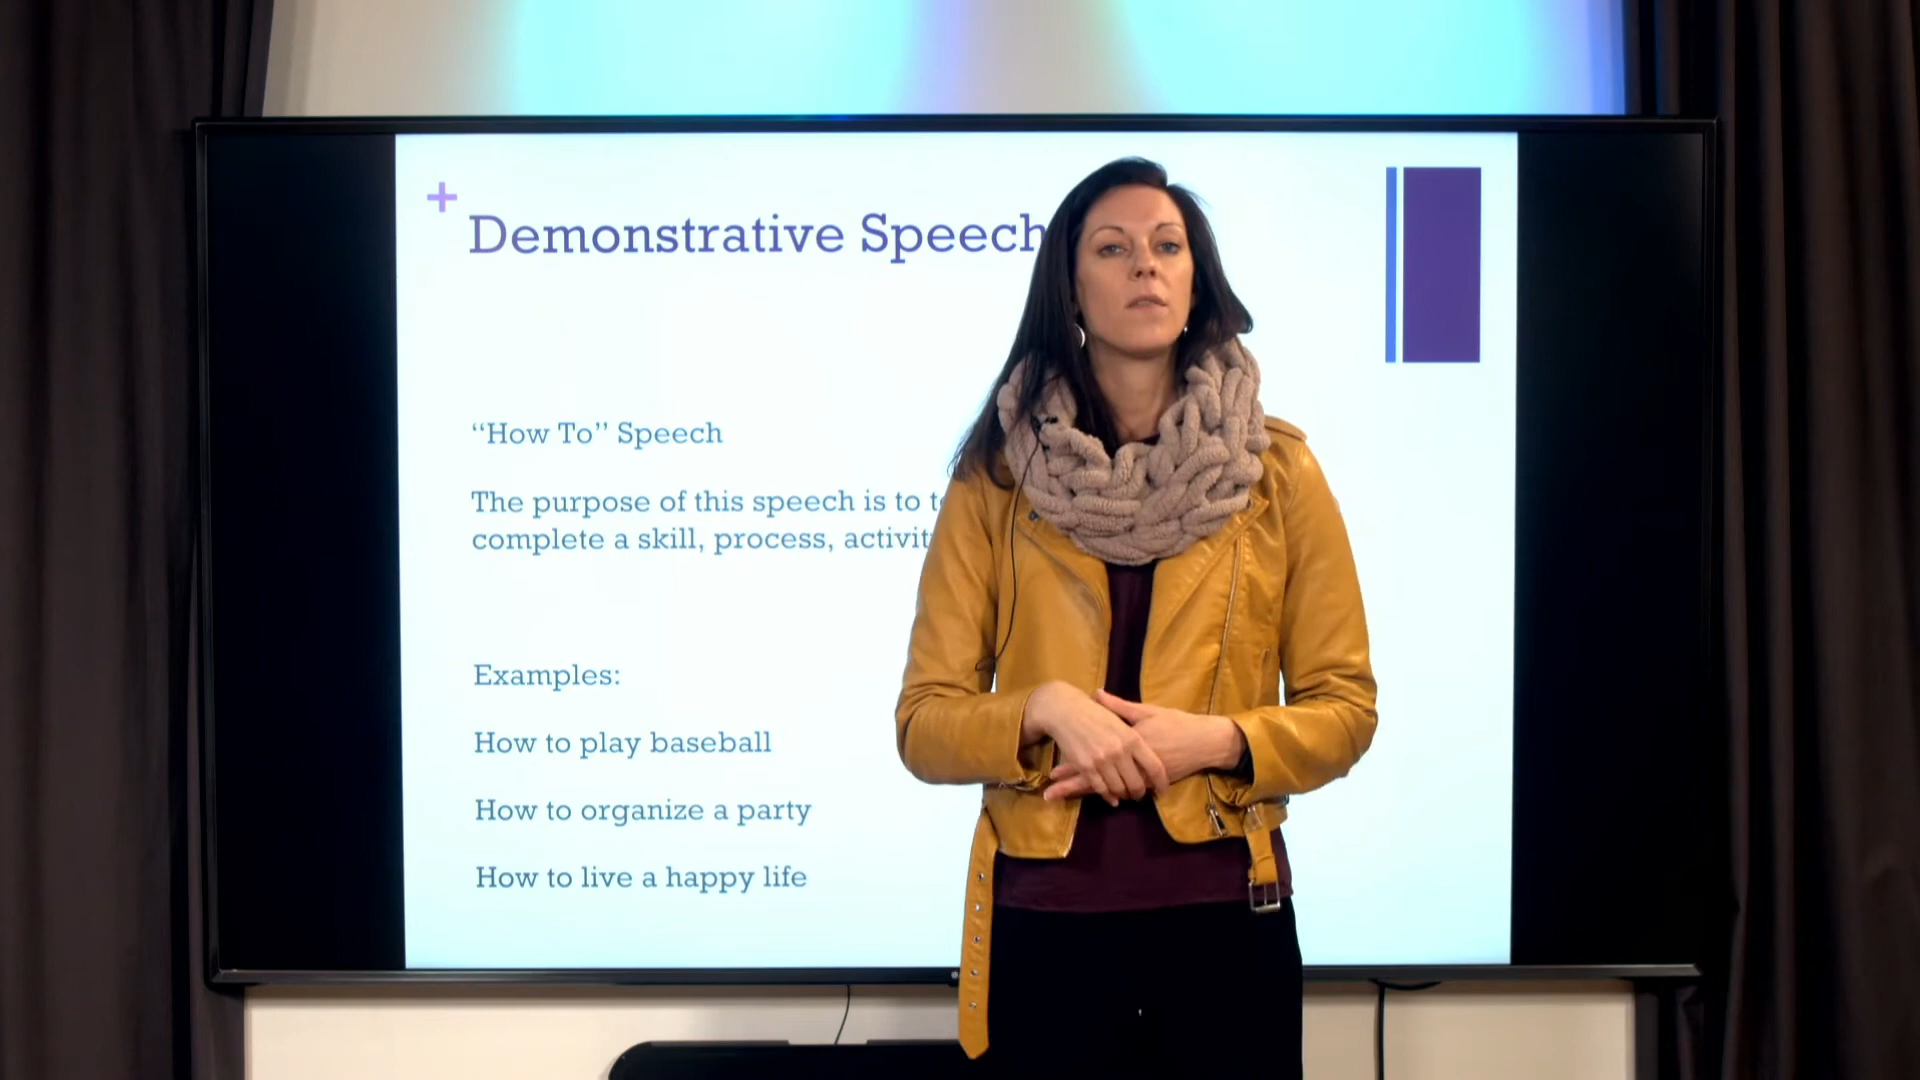 +
Demonstrative Speech
“How To” Speech
The purpose of this speech is to
complete a skill, process,
Examples:
How to play baseball
How to organize a party
How to live a happy life